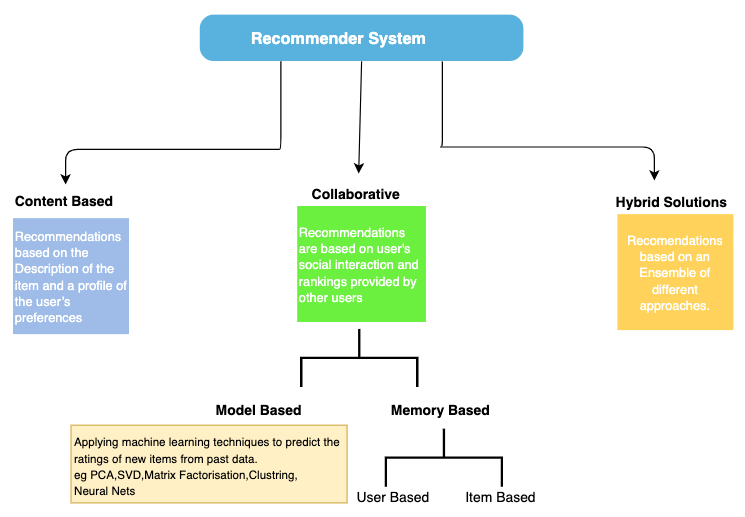 Recommender System
Content Based
Recommendations
based on the
Description of the
item and a profile of
the user's
preferences
Collaborative
Recommendations
are based on user's
social interaction and
rankings provided by
other users
Hybrid Solutions
Recomendations
based on an
Ensemble of
different
approaches.
Model Based
Applying machine learning techniques to predict the
ratings of new items from past data.
eg PCA,SVD,Matrix Factorisation,Clustring,
Neural Nets
Memory Based
User Based
Item Based